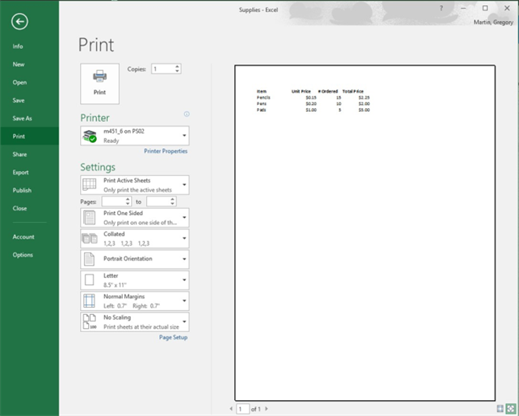 Supplies - Excel
?
Martin, Gregory
Info
New
Open
Save
Save As
Print
Share
Export
Publish
Close
Account
Options
Print
Print
Copies: 1
Printer
m451_6 on PS02
Ready
Printer Properties
Settings
Print Active Sheets
Only print the active sheets
Pages: to:
Print One Sided
Only print on one side of th...
Collated
1,2,3 1,2,3 1,2,3
Portrait Orientation
Letter
8.5" x 11"
Normal Margins
Left: 0.7" Right: 0.7"
No Scaling
Print sheets at their actual size
Page Setup
Item Unit Price # Ordered Total Price
Pencils $0.15 15 $2.25
Pens $0.20 10 $2.00
Pads $1.00 5 $5.00
1 of 1